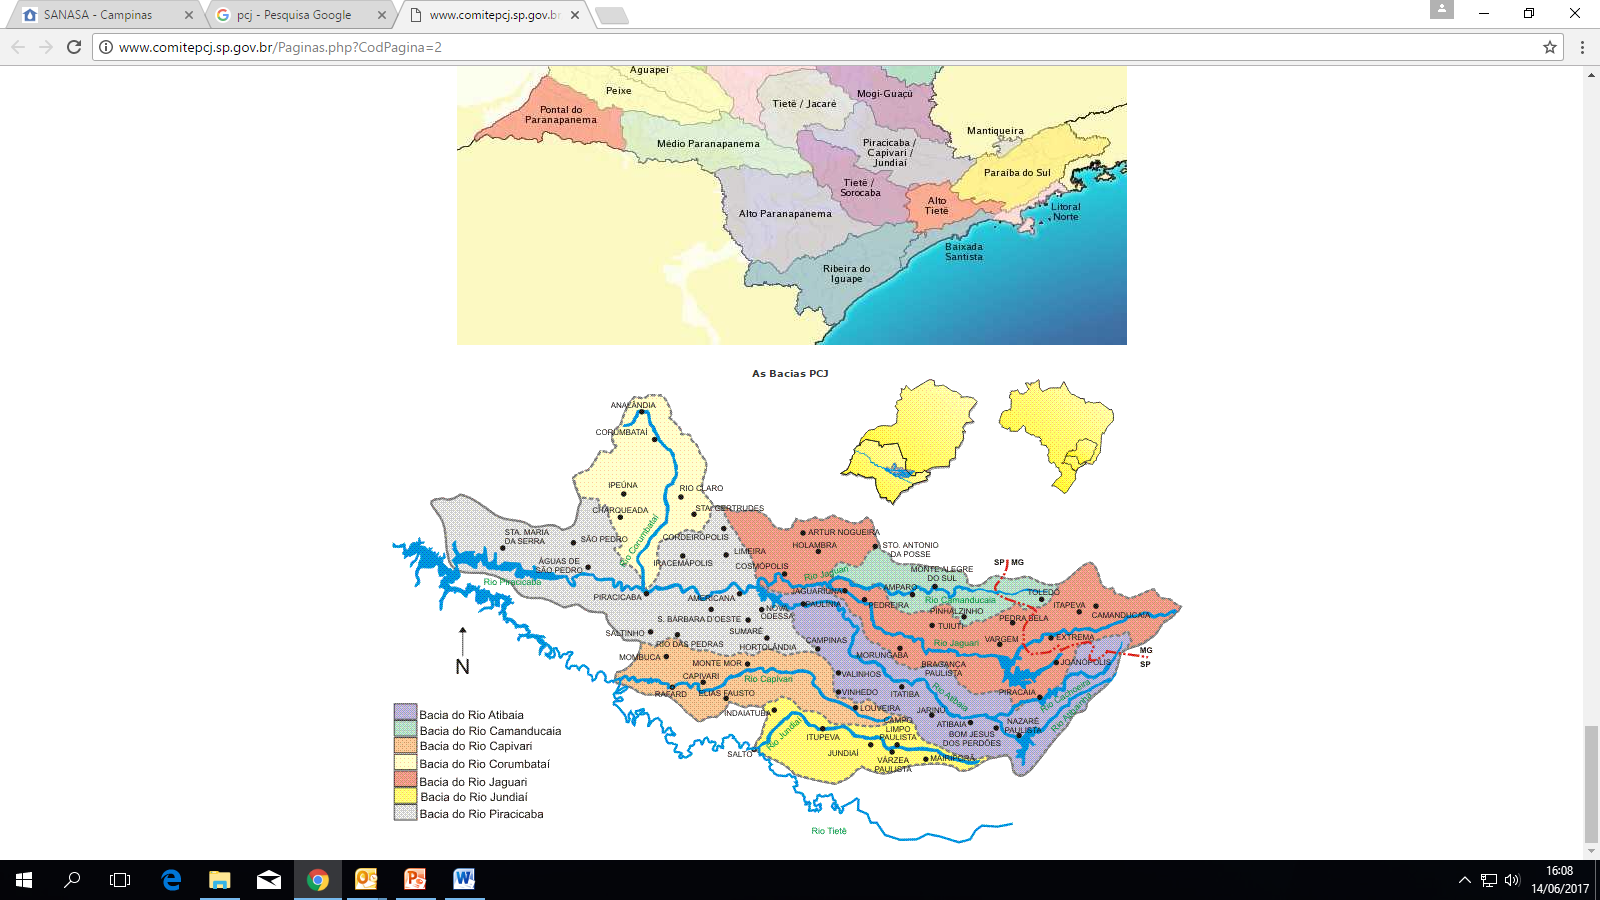 SANASA - Campinas
pcj - Pesquisa Google
www.comitepcj.sp.gov.br
www.comitepcj.sp.gov.br/Paginas.php?CodPagina=2
Aguapeí
Peixe
Pontal do
Paranapanema
Tietê / Jacaré
Mogi-Guaçú
Médio Paranapanema
Mantiqueira
Piracicaba /
Capivari /
Jundiaí
Paraíba do Sul
Tietê /
Sorocaba
Alto
Tietê
Alto Paranapanema
Litoral
Norte
Baixada
Santista
Ribeira do
Iguape
As Bacias PCJ
ANALÂNDIA
CORUMBATAÍ
IPEÚNA
RIO CLARO
CHARQUEADA
STA. GERTRUDES
Rio Corumbataí
STA. MARIA
DA SERRA
SÃO PEDRO
CORDEIRÓPOLIS
LIMEIRA
ÁGUAS DE
SÃO PEDRO
IRACEMÁPOLIS
COSMÓPOLIS
ARTUR NOGUEIRA
HOLAMBRA
STO. ANTONIO
DA POSSE
Rio Piracicaba
PIRACICABA
AMERICANA
Rio Jaguari
JAGUARIÚNA
PAULÍNIA
PEDREIRA
AMPARO
MONTE ALEGRE
DO SUL
Rio Camanducaia
PINHALZINHO
SP | MG
TOLEDO
ITAPEVA
CAMANDUCAIA
PEDRA BELA
S. BÁRBARA D'OESTE
NOVA
ODESSA
SALTINHO
RIO DAS PEDRAS
SUMARÉ
HORTOLÂNDIA
CAMPINAS
TUIUTI
Rio Jaguari
VARGEM
EXTREMA
MG
SP
JOANÓPOLIS
N
MOMBUCA
MONTE MOR
CAPIVARI
Rio Capivari
RAFARD
ELIAS FAUSTO
MORUNGABA
BRAGANÇA
PAULISTA
VALINHOS
VINHEDO
ITATIBA
PIRACAIA
Rio Cachoeira
Rio Atibainha
Rio Atibaia
INDAIATUBA
LOUVEIRA
JARINU
ATIBAIA
NAZARÉ
PAULISTA
BOM JESUS
DOS PERDÕES
CAMPO
LIMPO
PAULISTA
Rio Jundiaí
ITUPEVA
SALTO
JUNDIAÍ
VÁRZEA
PAULISTA
MAIRIPORÃ
Rio Tietê
Bacia do Rio Atibaia
Bacia do Rio Camanducaia
Bacia do Rio Capivari
Bacia do Rio Corumbataí
Bacia do Rio Jaguari
Bacia do Rio Jundiaí
Bacia do Rio Piracicaba
16:08
14/06/2017